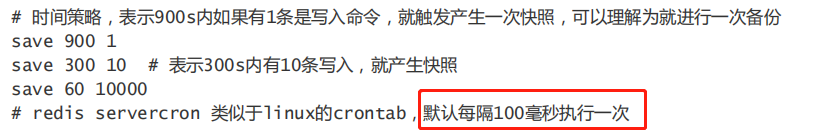 # 时间策略，表示900s内如果有1条是写入命令，就触发产生一次快照，可以理解为就进行一次备份
save 900 1
save 300 10  # 表示300s内有10条写入，就产生快照
save 60 10000
# redis servercron 类似于linux的crontab，默认每隔100毫秒执行一次